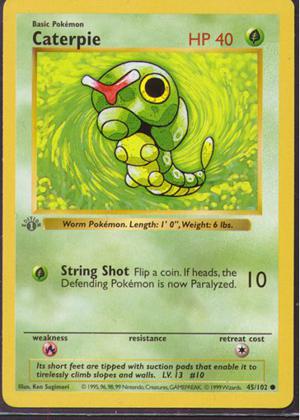 Basic Pokémon
Caterpie HP 40
EDITION
1
Worm Pokémon. Length: 1' 0", Weight: 6 lbs.
String Shot Flip a coin. If heads, the
Defending Pokémon is now Paralyzed. 10
weakness resistance retreat cost
Its short feet are tipped with suction pads that enable it to
tirelessly climb slopes and walls. LV. 13 #10
Illus. Ken Sugimori ©1995, 96, 98, 99 Nintendo, Creatures, GAMEFREAK. ©1999 Wizards. 45/102